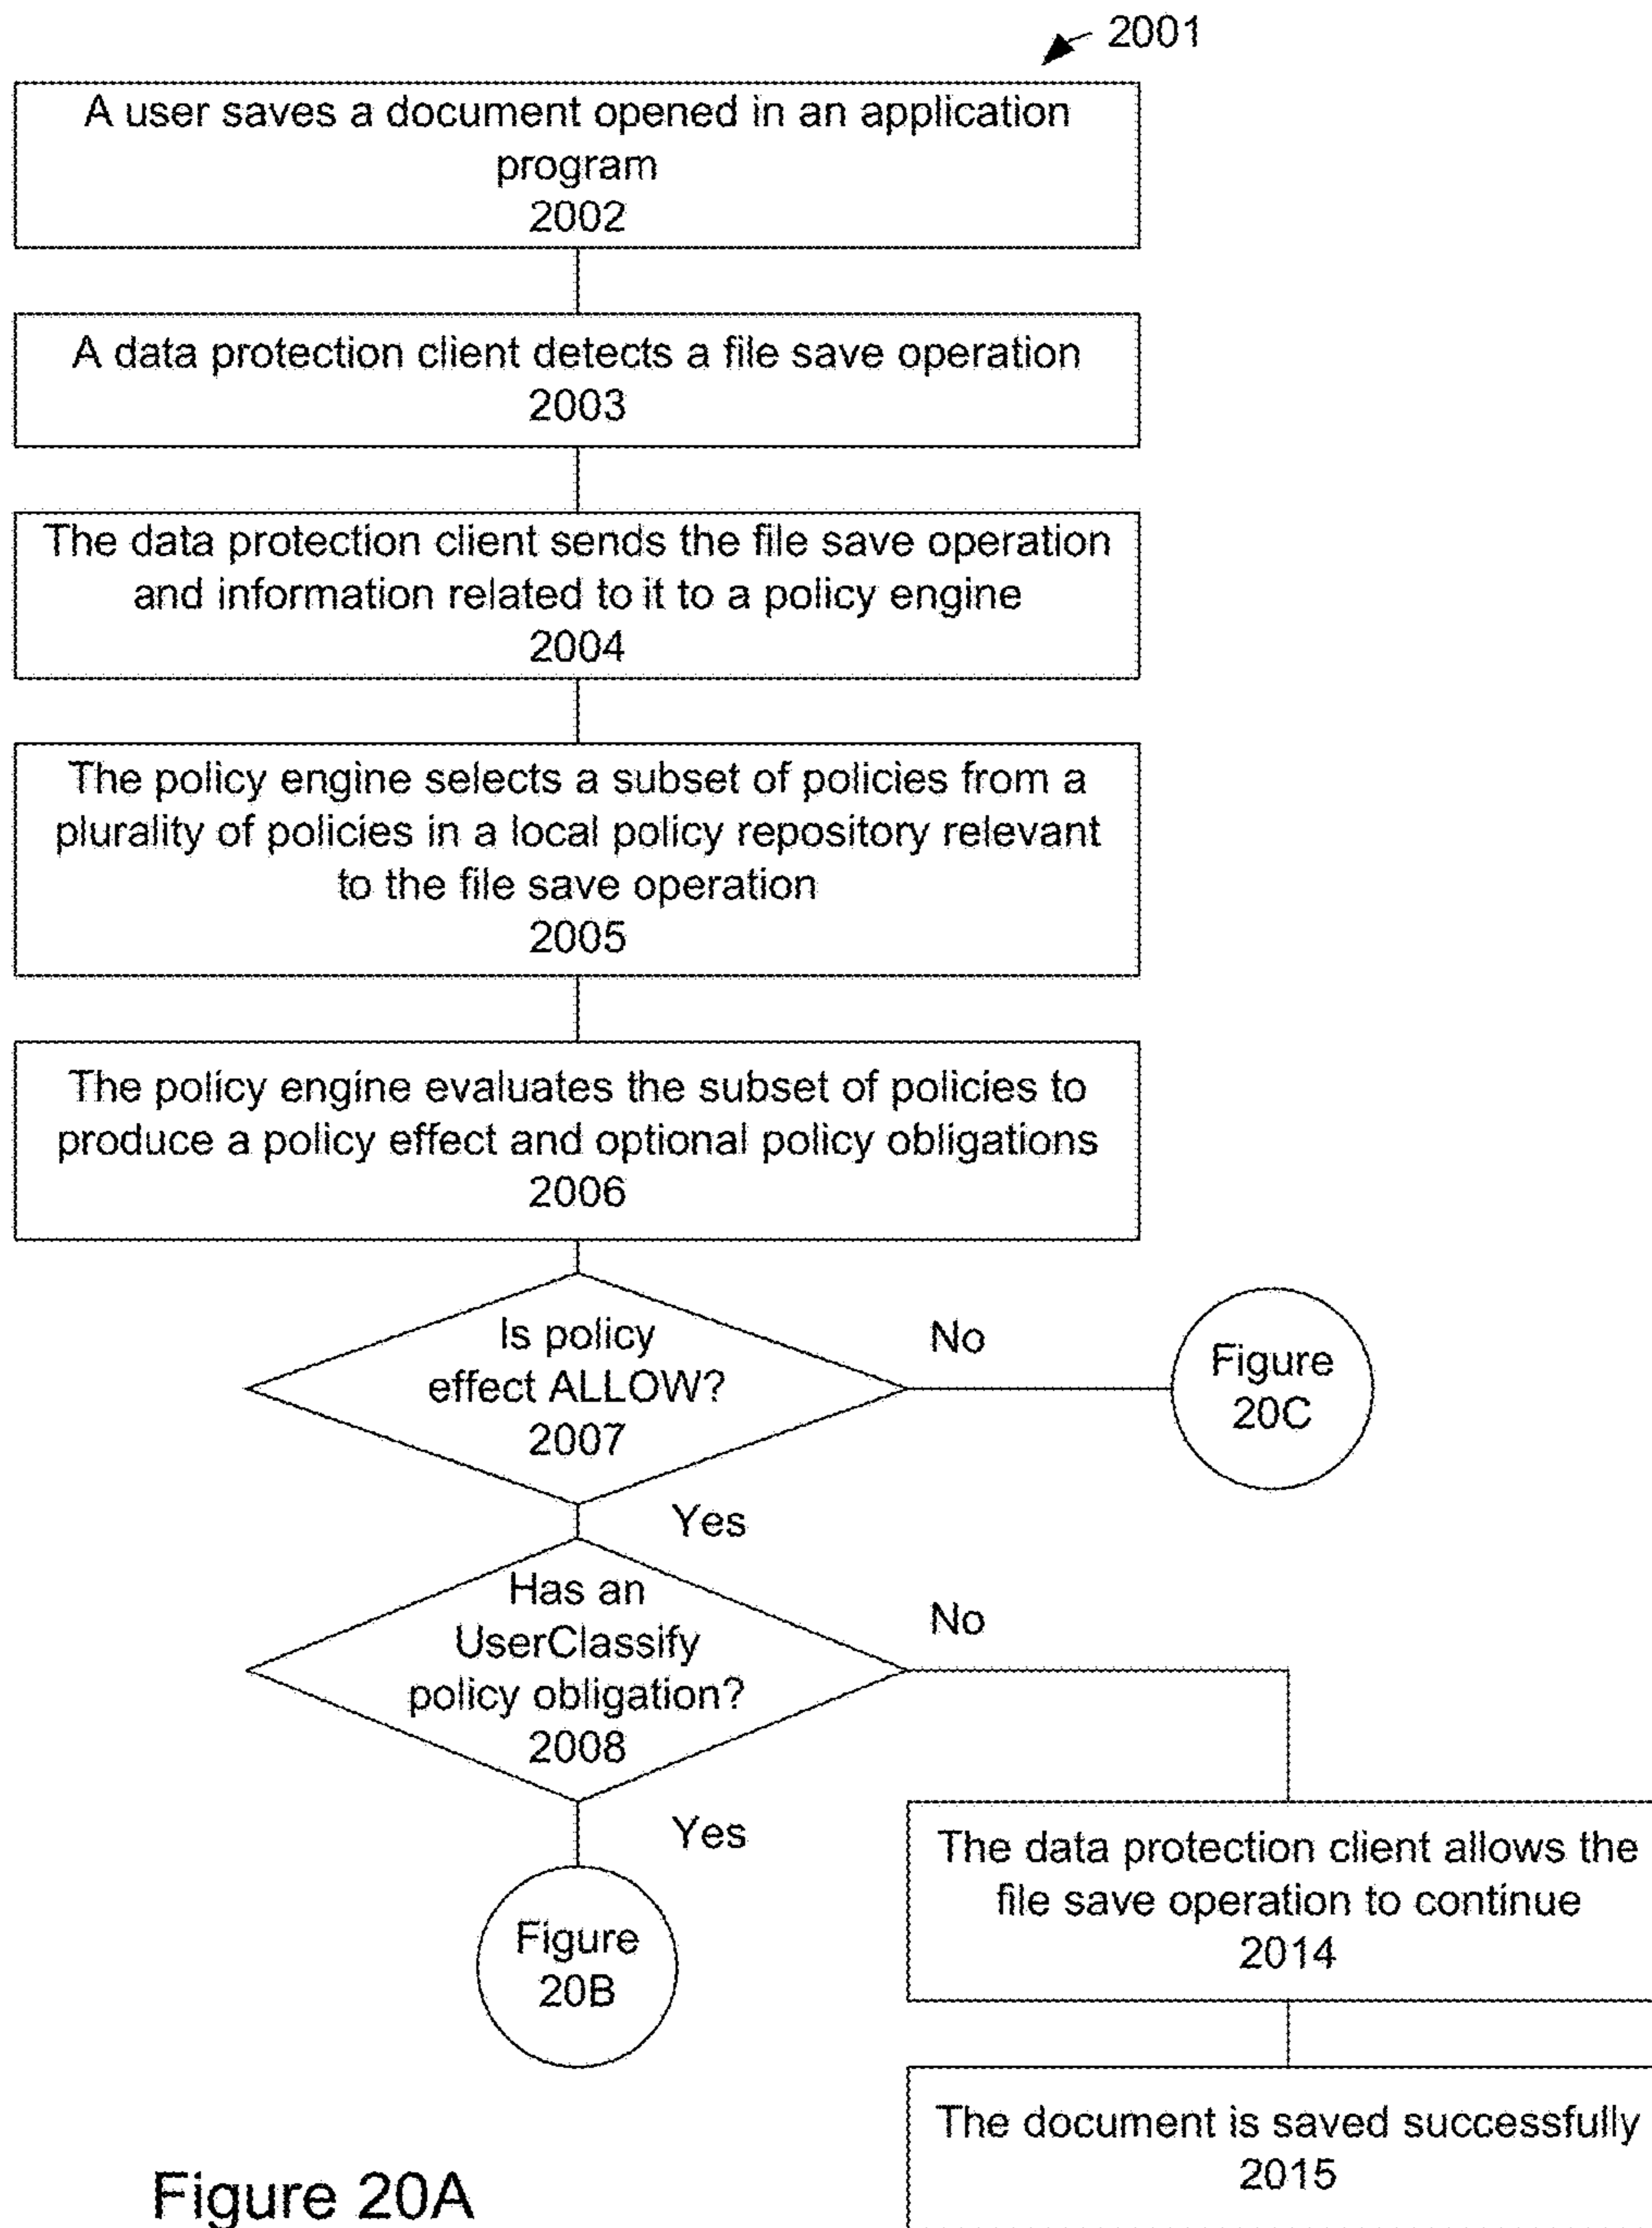 2001
A user saves a document opened in an application
program
2002
A data protection client detects a file save operation
2003
The data protection client sends the file save operation
and information related to it to a policy engine
2004
The policy engine selects a subset of policies from a
plurality of policies in a local policy repository relevant
to the file save operation
2005
The policy engine evaluates the subset of policies to
produce a policy effect and optional policy obligations
2006
Is policy
effect ALLOW?
2007
No
Figure
20C
Yes
Has an
UserClassify
policy obligation?
2008
No
Yes
Figure
20B
The data protection client allows the
file save operation to continue
2014
The document is saved successfully
2015
Figure 20A